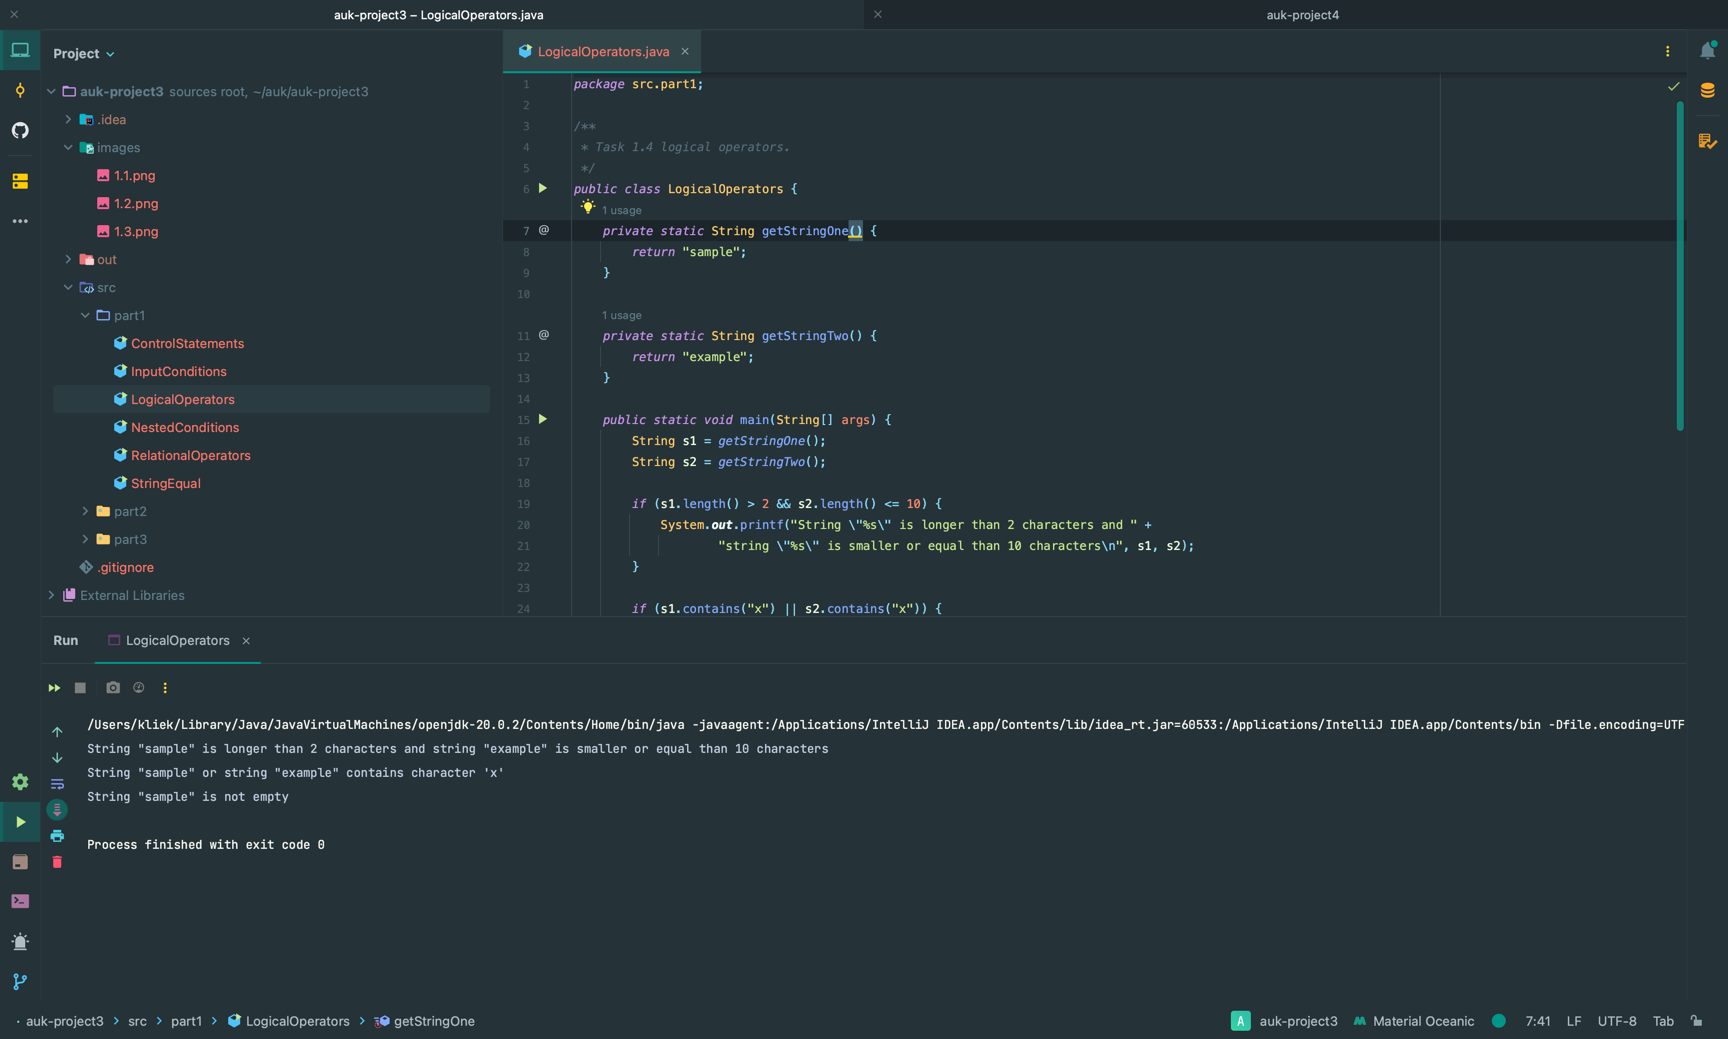 auk-project3 – LogicalOperators.java
auk-project4
Project
auk-project3 sources root, ~/auk/auk-project3
.idea
images
1.1.png
1.2.png
1.3.png
out
src
part1
ControlStatements
InputConditions
LogicalOperators
NestedConditions
RelationalOperators
StringEqual
part2
part3
.gitignore
External Libraries
LogicalOperators.java
1 package src.part1;
2
3 /**
4 * Task 1.4 logical operators.
5 */
6 public class LogicalOperators {
1 usage
7 @ private static String getStringOne() {
8 return "sample";
9 }
10
1 usage
11 @ private static String getStringTwo() {
12 return "example";
13 }
14
15 public static void main(String[] args) {
16 String s1 = getStringOne();
17 String s2 = getStringTwo();
18
19 if (s1.length() > 2 && s2.length() <= 10) {
20 System.out.printf("String \"%s\" is longer than 2 characters and " +
21 "string \"%s\" is smaller or equal than 10 characters\n", s1, s2);
22 }
23
24 if (s1.contains("x") || s2.contains("x")) {
Run LogicalOperators
/Users/kliek/Library/Java/JavaVirtualMachines/openjdk-20.0.2/Contents/Home/bin/java -javaagent:/Applications/IntelliJ IDEA.app/Contents/lib/idea_rt.jar=60533:/Applications/IntelliJ IDEA.app/Contents/bin -Dfile.encoding=UTF
String "sample" is longer than 2 characters and string "example" is smaller or equal than 10 characters
String "sample" or string "example" contains character 'x'
String "sample" is not empty
Process finished with exit code 0
auk-project3 > src > part1 > LogicalOperators > getStringOne
A auk-project3 Material Oceanic 7:41 LF UTF-8 Tab